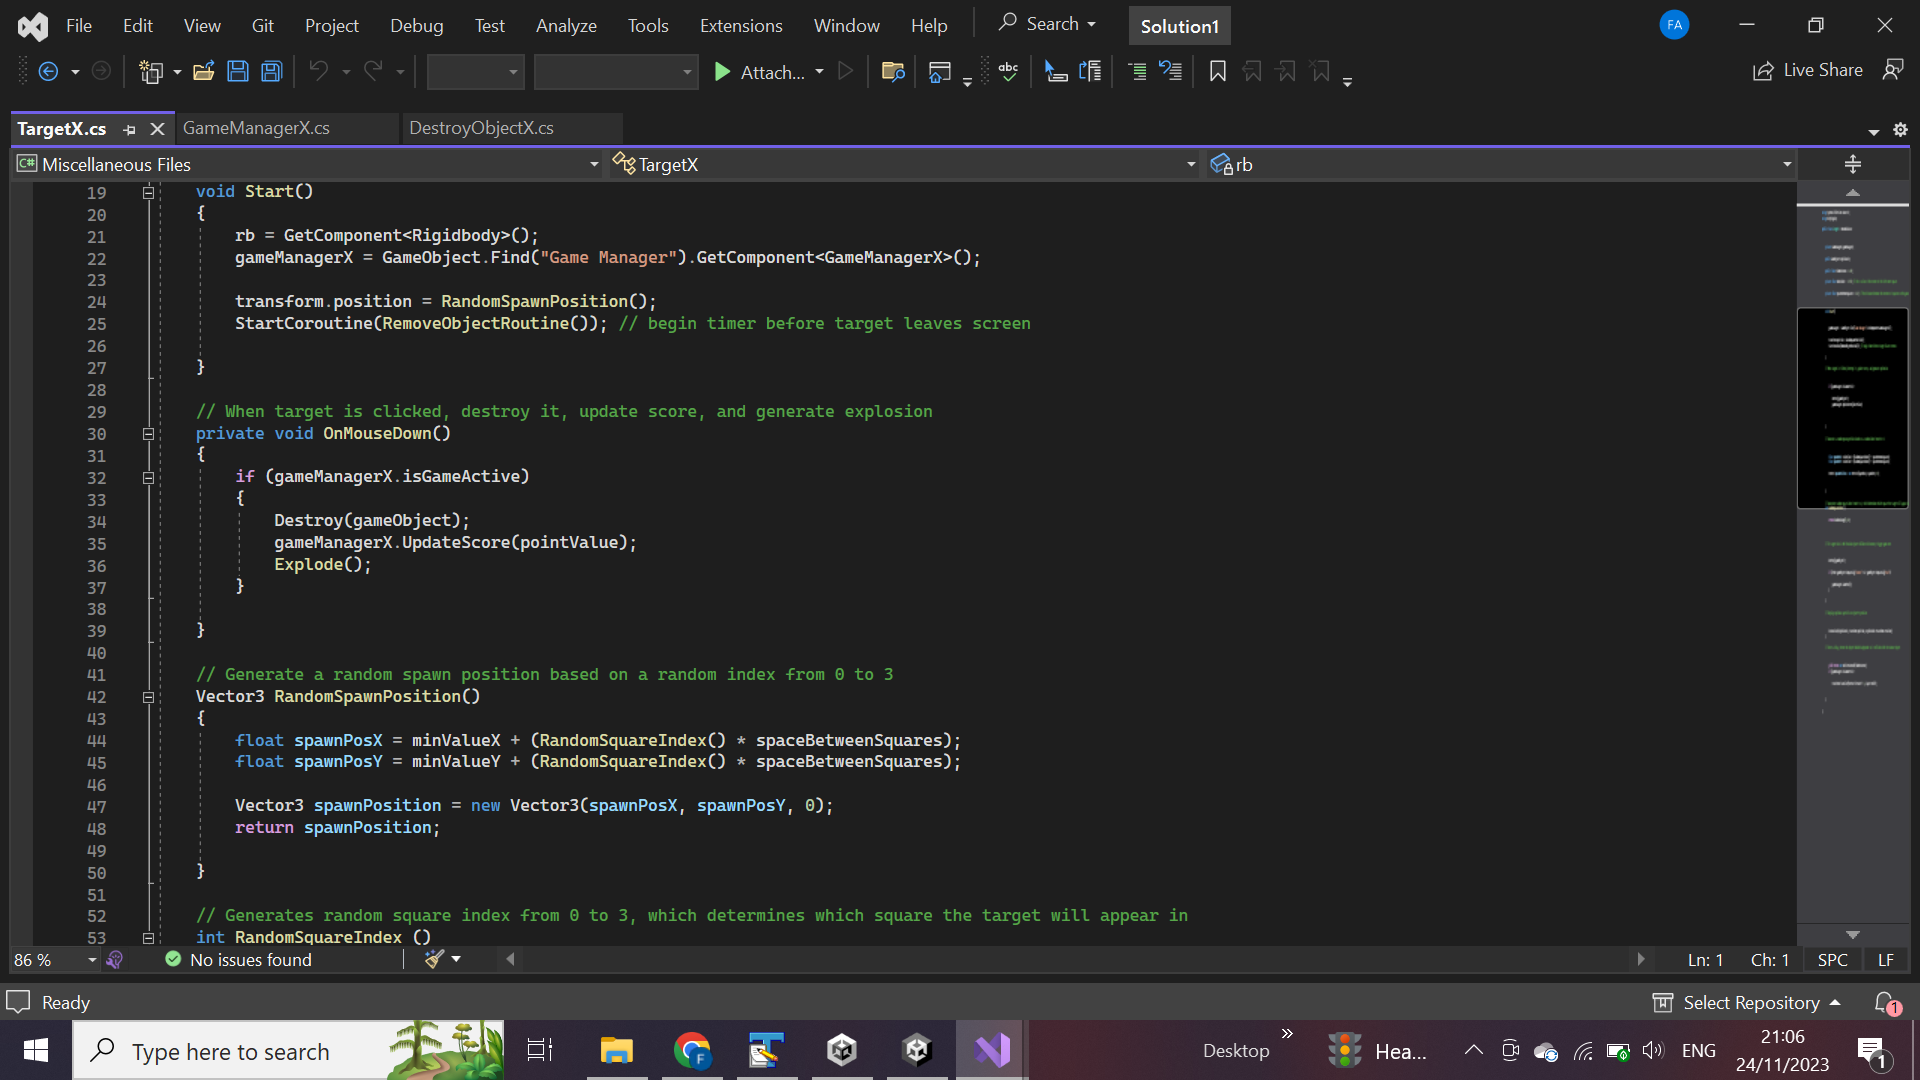 File Edit View Git Project Debug Test Analyze Tools Extensions Window Help Search Solution1 FA
Attach... abc Live Share
TargetX.cs GameManagerX.cs DestroyObjectX.cs
C# Miscellaneous Files TargetX rb
19 void Start()
20 {
21 rb = GetComponent<Rigidbody>();
22 gameManagerX = GameObject.Find("Game Manager").GetComponent<GameManagerX>();
23
24 transform.position = RandomSpawnPosition();
25 StartCoroutine(RemoveObjectRoutine()); // begin timer before target leaves screen
26
27 }
28
29 // When target is clicked, destroy it, update score, and generate explosion
30 private void OnMouseDown()
31 {
32 if (gameManagerX.isGameActive)
33 {
34 Destroy(gameObject);
35 gameManagerX.UpdateScore(pointValue);
36 Explode();
37 }
38
39 }
40
41 // Generate a random spawn position based on a random index from 0 to 3
42 Vector3 RandomSpawnPosition()
43 {
44 float spawnPosX = minValueX + (RandomSquareIndex() * spaceBetweenSquares);
45 float spawnPosY = minValueY + (RandomSquareIndex() * spaceBetweenSquares);
46
47 Vector3 spawnPosition = new Vector3(spawnPosX, spawnPosY, 0);
48 return spawnPosition;
49
50 }
51
52 // Generates random square index from 0 to 3, which determines which square the target will appear in
53 int RandomSquareIndex ()
86 % No issues found Ln: 1 Ch: 1 SPC LF
Ready Select Repository 1
Type here to search Desktop Hea... ENG 21:06
24/11/2023 1